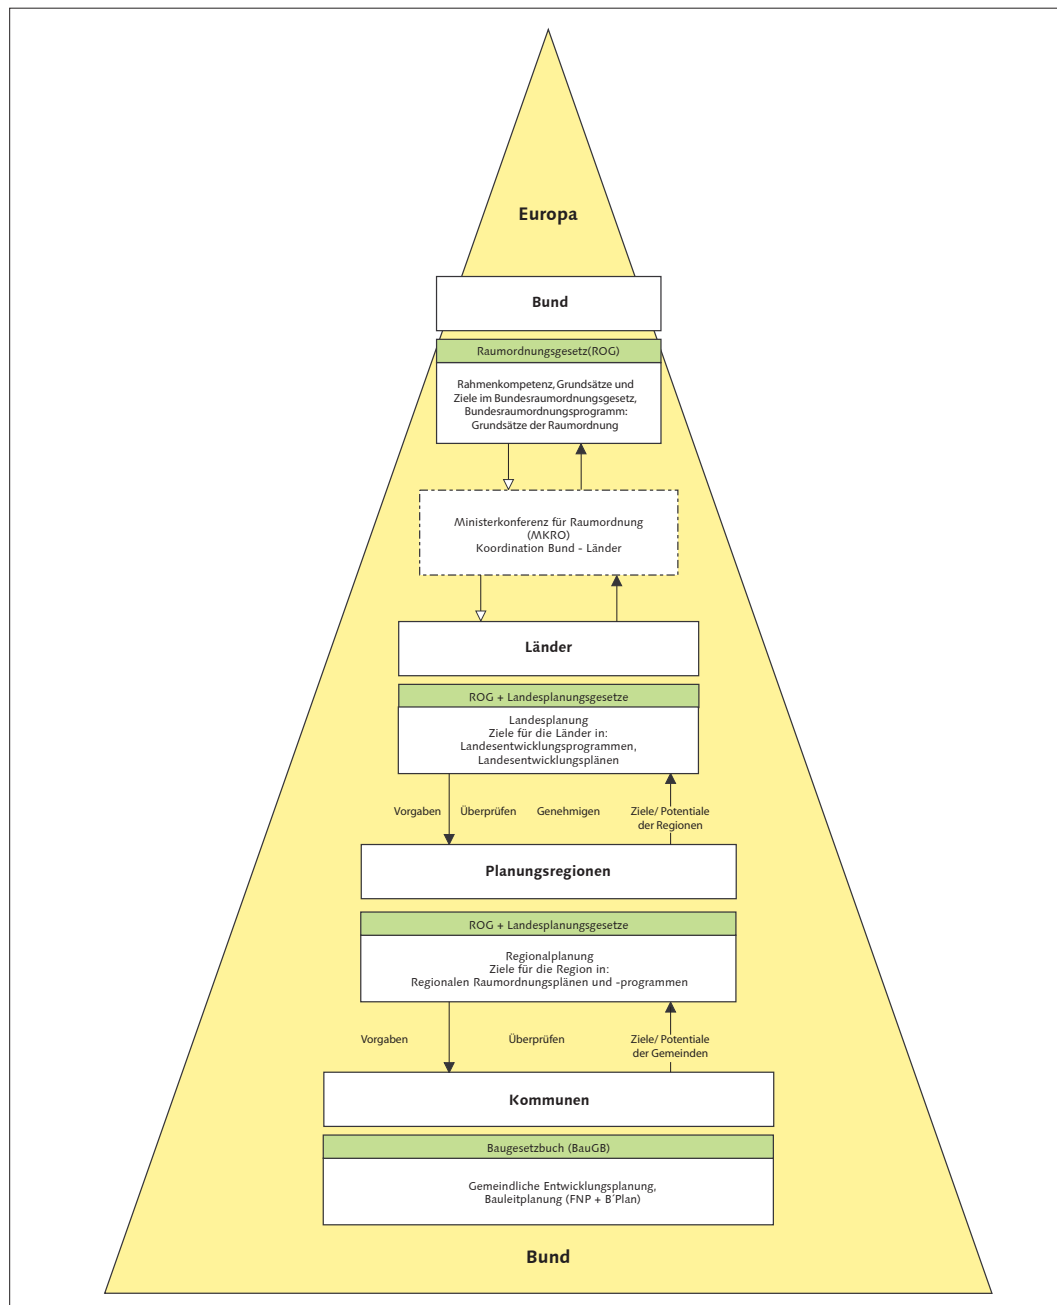 Europa
Bund
Raumordnungsgesetz(ROG)
Rahmenkompetenz, Grundsätze und
Ziele im Bundesraumordnungsgesetz,
Bundesraumordnungsprogramm:
Grundsätze der Raumordnung
Ministerkonferenz für Raumordnung
(MKRO)
Koordination Bund - Länder
Länder
ROG + Landesplanungsgesetze
Landesplanung
Ziele für die Länder in:
Landesentwicklungsprogrammen,
Landesentwicklungsplänen
Vorgaben Überprüfen Genehmigen Ziele/ Potentiale
der Regionen
Planungsregionen
ROG + Landesplanungsgesetze
Regionalplanung
Ziele für die Region in:
Regionalen Raumordnungsplänen und -programmen
Vorgaben Überprüfen Ziele/ Potentiale
der Gemeinden
Kommunen
Baugesetzbuch (BauGB)
Gemeindliche Entwicklungsplanung,
Bauleitplanung (FNP + B´Plan)
Bund